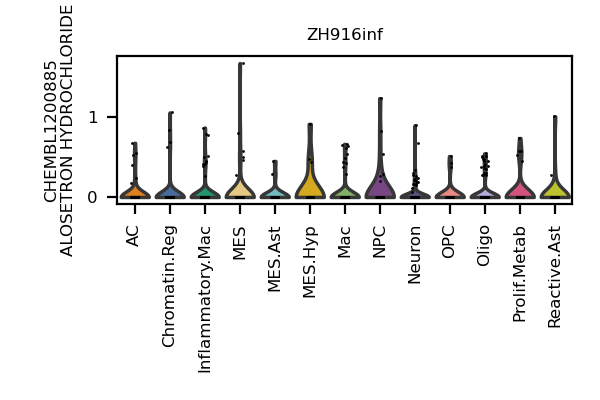 ZH916inf
CHEMBL1200885
ALOSETRON HYDROCHLORIDE
1
0
AC
Chromatin.Reg
Inflammatory.Mac
MES
MES.Ast
MES.Hyp
Mac
NPC
Neuron
OPC
Oligo
Prolif.Metab
Reactive.Ast